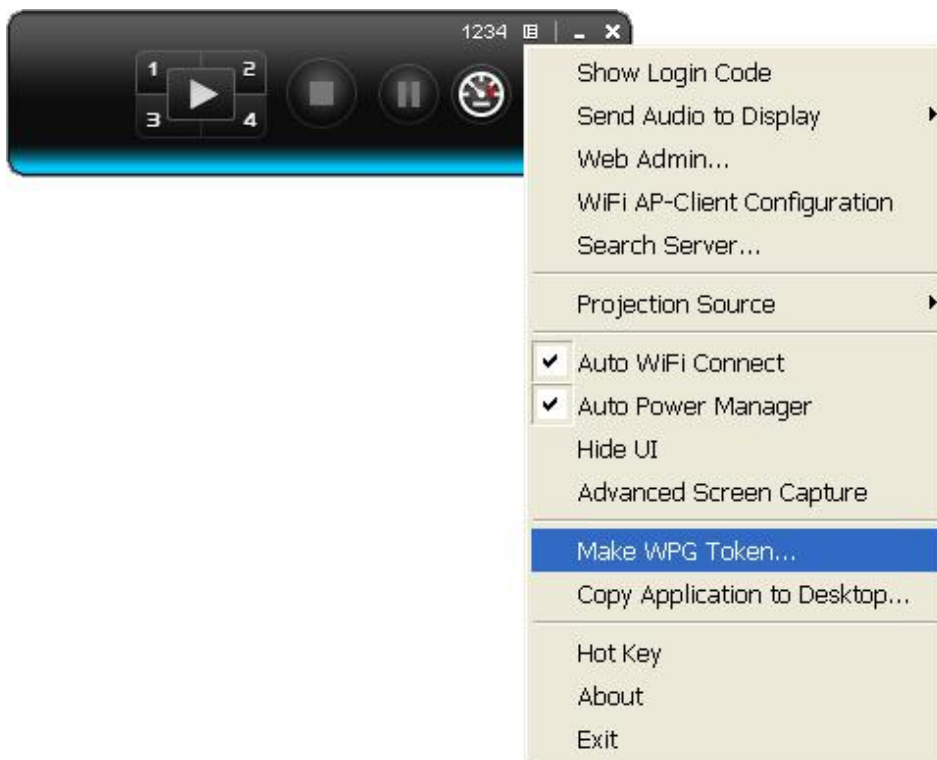 1234
1 2
3 4
Show Login Code
Send Audio to Display
Web Admin...
WiFi AP-Client Configuration
Search Server...
Projection Source
Auto WiFi Connect
Auto Power Manager
Hide UI
Advanced Screen Capture
Make WPG Token...
Copy Application to Desktop...
Hot Key
About
Exit